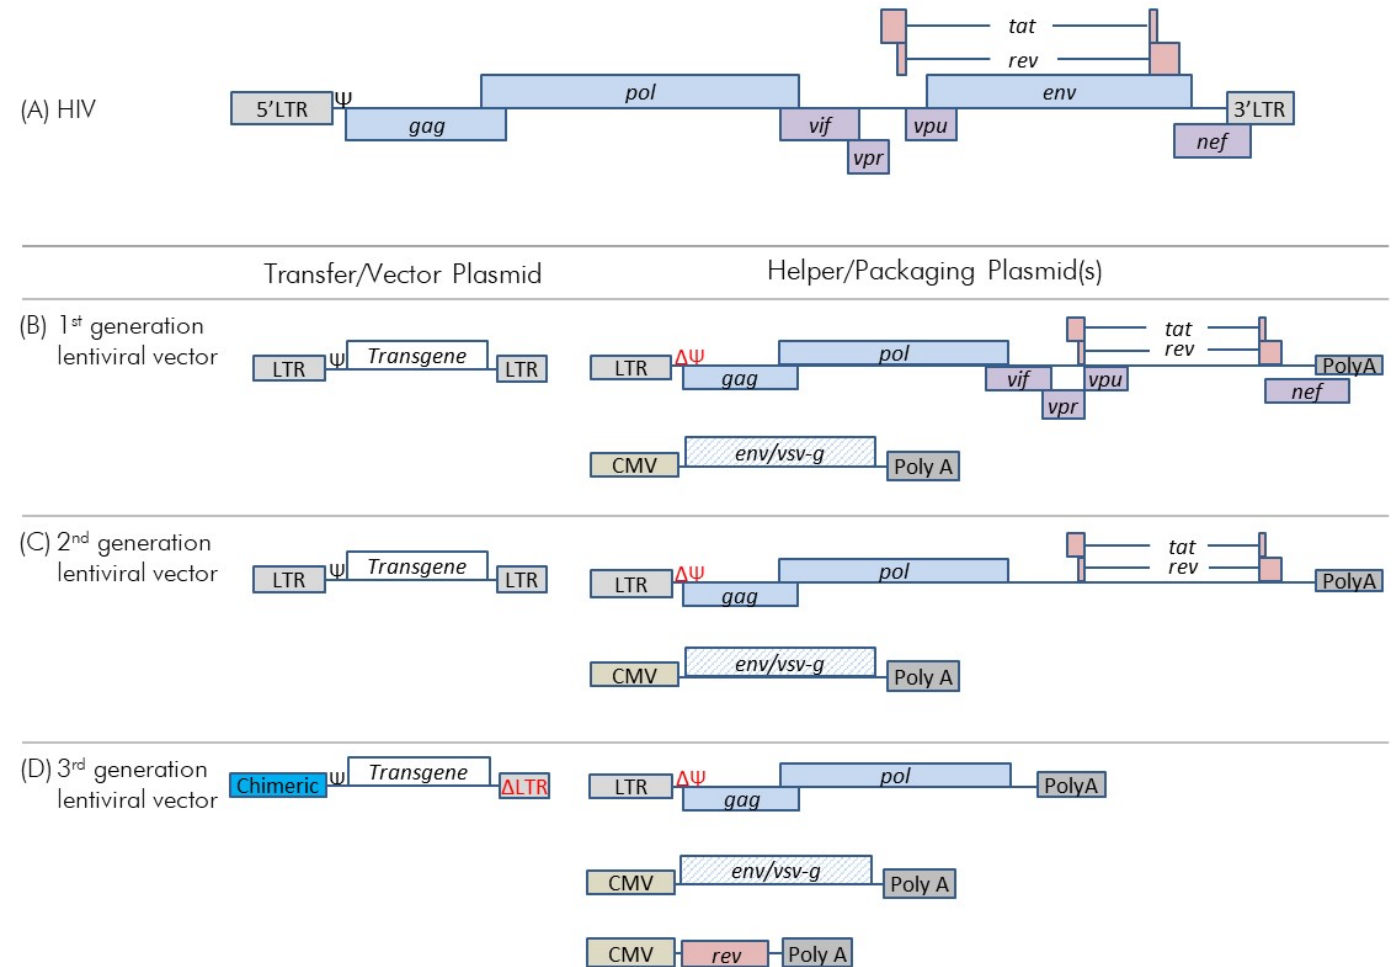 tat
rev
(A) HIV
5'LTR
Ψ
gag
pol
vif
vpr
vpu
env
nef
3'LTR
Transfer/Vector Plasmid
Helper/Packaging Plasmid(s)
(B) 1st generation
lentiviral vector
LTR
Ψ
Transgene
LTR
LTR
ΔΨ
gag
pol
vif
vpr
vpu
tat
rev
nef
PolyA
CMV
env/vsv-g
Poly A
(C) 2nd generation
lentiviral vector
LTR
Ψ
Transgene
LTR
LTR
ΔΨ
gag
pol
tat
rev
PolyA
CMV
env/vsv-g
Poly A
(D) 3rd generation
lentiviral vector
Chimeric
Ψ
Transgene
ΔLTR
LTR
ΔΨ
gag
pol
PolyA
CMV
env/vsv-g
Poly A
CMV
rev
Poly A